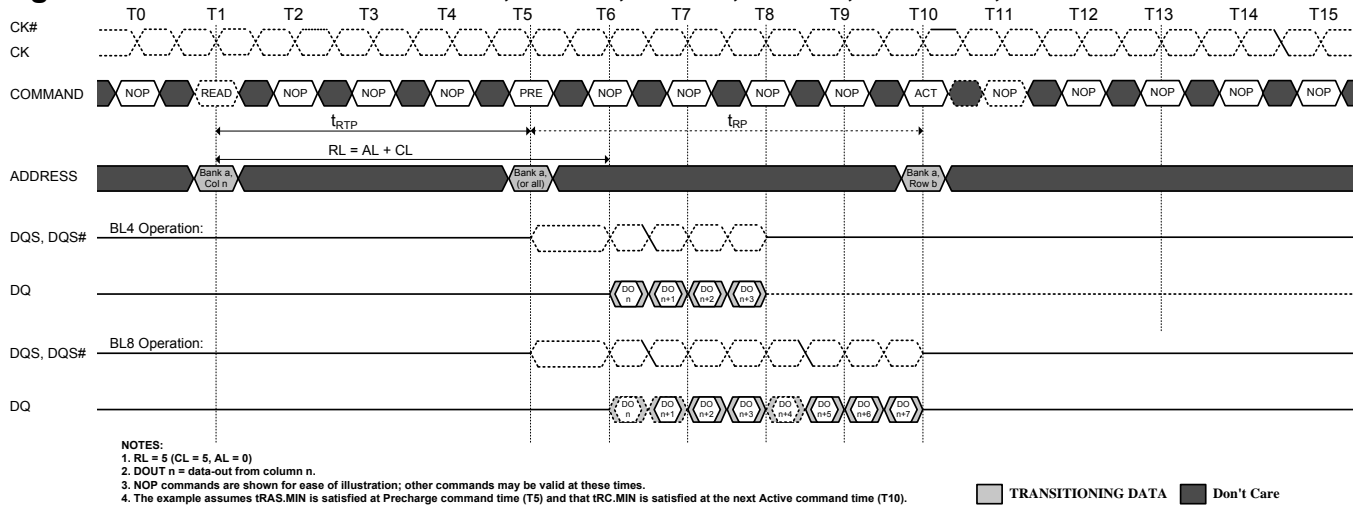 T0 T1 T2 T3 T4 T5 T6 T7 T8 T9 T10 T11 T12 T13 T14 T15
CK#
CK
COMMAND NOP READ NOP NOP NOP PRE NOP NOP NOP NOP ACT NOP NOP NOP NOP NOP
tRTP tRP
RL = AL + CL
ADDRESS
Bank a, Bank a, Bank a,
Col n (or all) Row b
BL4 Operation:
DQS, DQS#
DQ
DO DO DO DO
n n+1 n+2 n+3
BL8 Operation:
DQS, DQS#
DQ
DO DO DO DO DO DO DO DO
n n+1 n+2 n+3 n+4 n+5 n+6 n+7
NOTES:
1. RL = 5 (CL = 5, AL = 0)
2. DOUT n = data-out from column n.
3. NOP commands are shown for ease of illustration; other commands may be valid at these times.
4. The example assumes tRAS.MIN is satisfied at Precharge command time (T5) and that tRC.MIN is satisfied at the next Active command time (T10).
TRANSITIONING DATA Don't Care